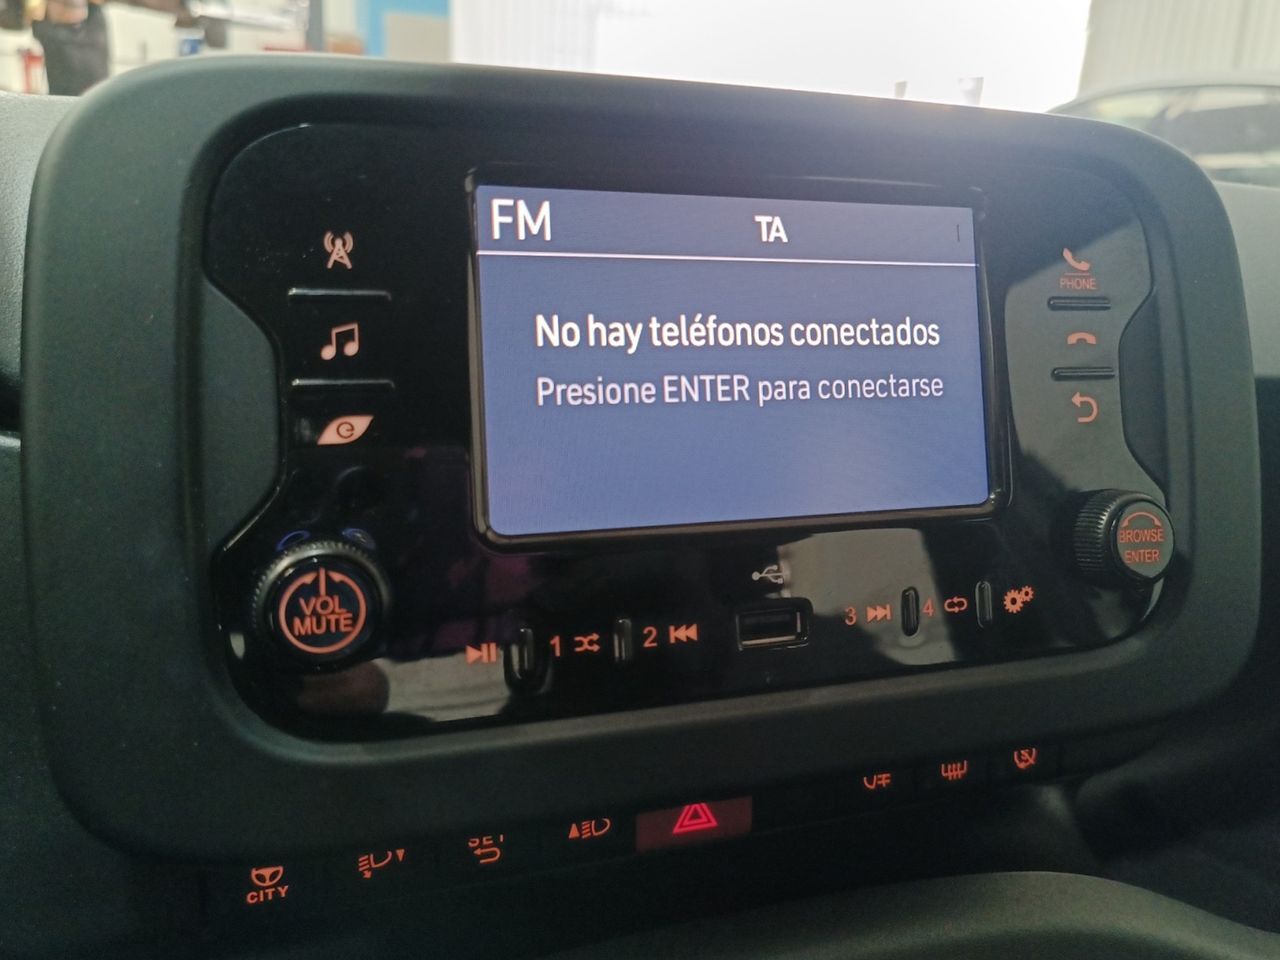 FM
TA
No hay teléfonos conectados
Presione ENTER para conectarse
PHONE
VOL
MUTE
BROWSE
ENTER
1
2
3
4
SET
CITY